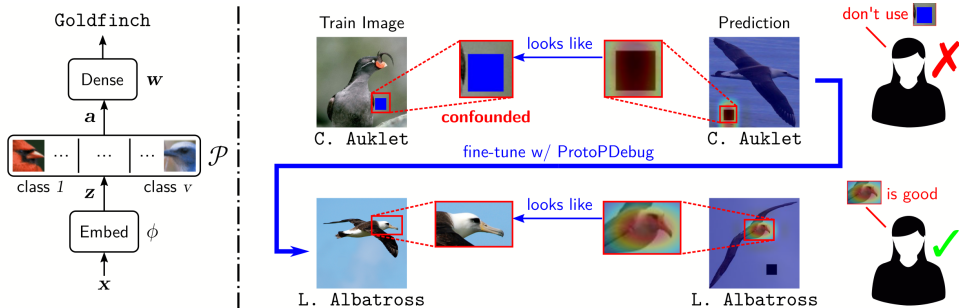 Goldfinch
Dense w
a
... | ... | ... 𝒫
class 1 class v
z
Embed ϕ
x
Train Image Prediction don't use
looks like
confounded
C. Auklet C. Auklet
fine-tune w/ ProtoPDebug
looks like is good
L. Albatross L. Albatross